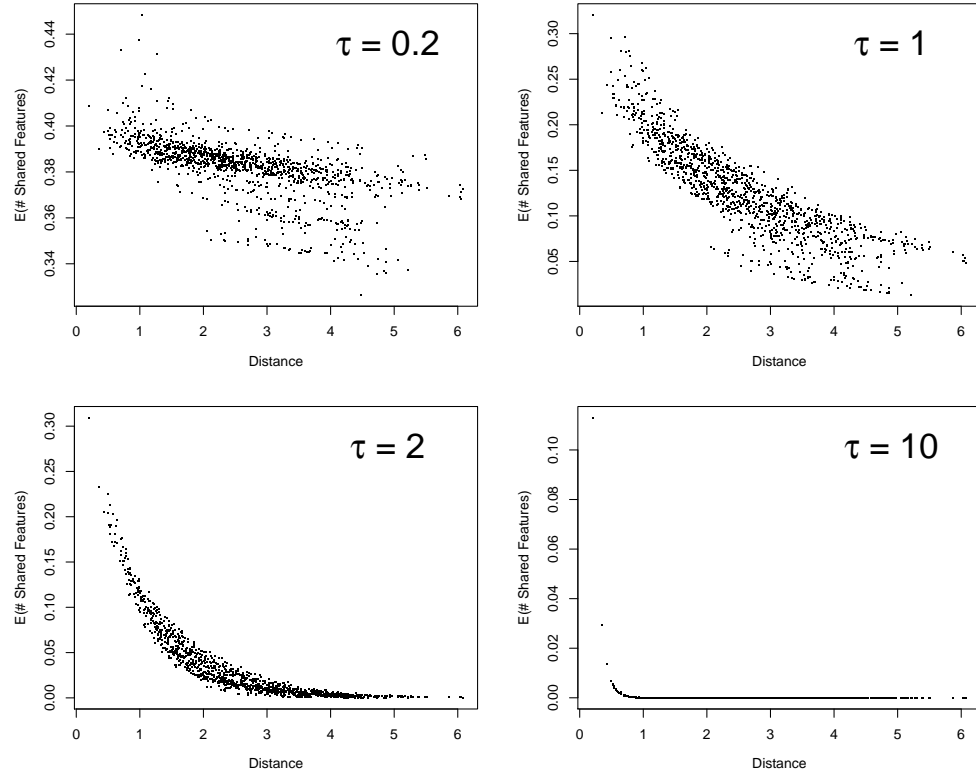 τ = 0.2
E(# Shared Features)
0.44
0.42
0.40
0.38
0.36
0.34
0 1 2 3 4 5 6
Distance
τ = 1
E(# Shared Features)
0.30
0.25
0.20
0.15
0.10
0.05
0 1 2 3 4 5 6
Distance
τ = 2
E(# Shared Features)
0.30
0.25
0.20
0.15
0.10
0.05
0.00
0 1 2 3 4 5 6
Distance
τ = 10
E(# Shared Features)
0.10
0.08
0.06
0.04
0.02
0.00
0 1 2 3 4 5 6
Distance